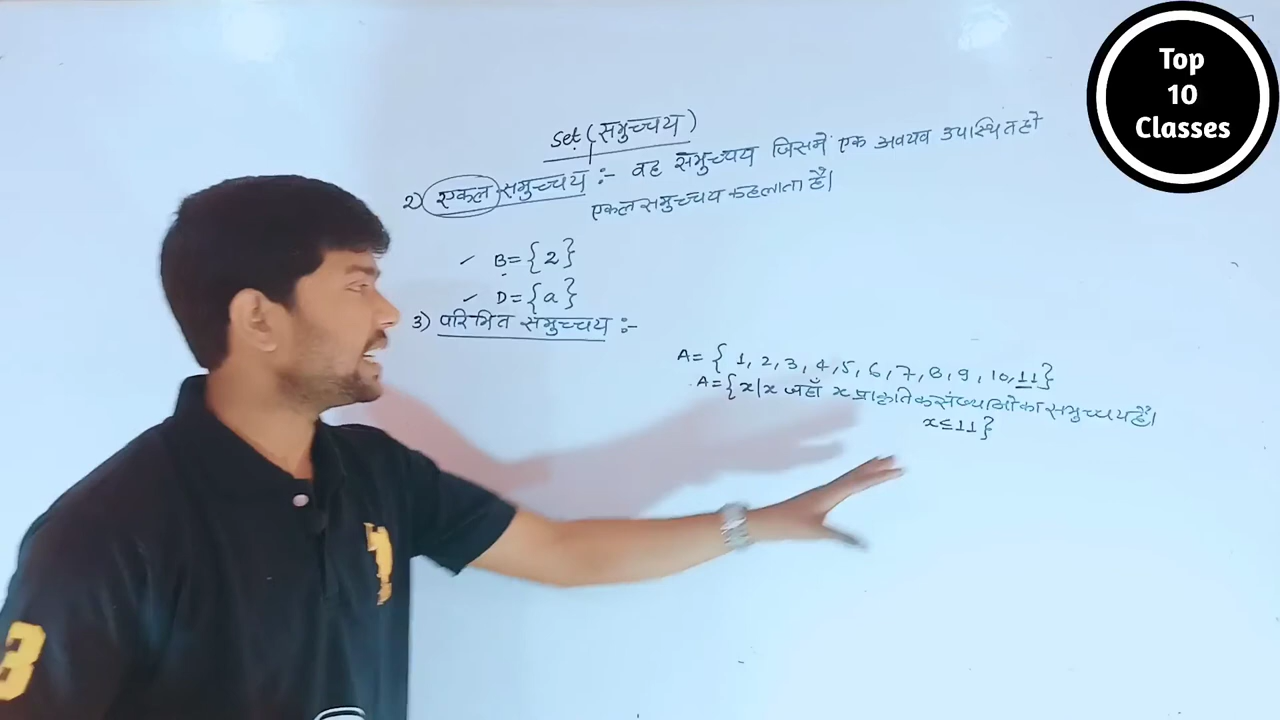 Top
10
Classes
Set (समुच्चय)
2) एकल समुच्चय :- वह समुच्चय जिसमें एक अवयव उपास्थित हो
एकल समुच्चय कहलाता है।
✓ B = {2}
✓ D = {a}
3) परिमित समुच्चय :-
A = { 1, 2, 3, 4, 5, 6, 7, 8, 9, 10, 11}
A = {x|x जहाँ x प्राकृतिक संख्याओ का समुच्चय है।
x ≤ 11}
3